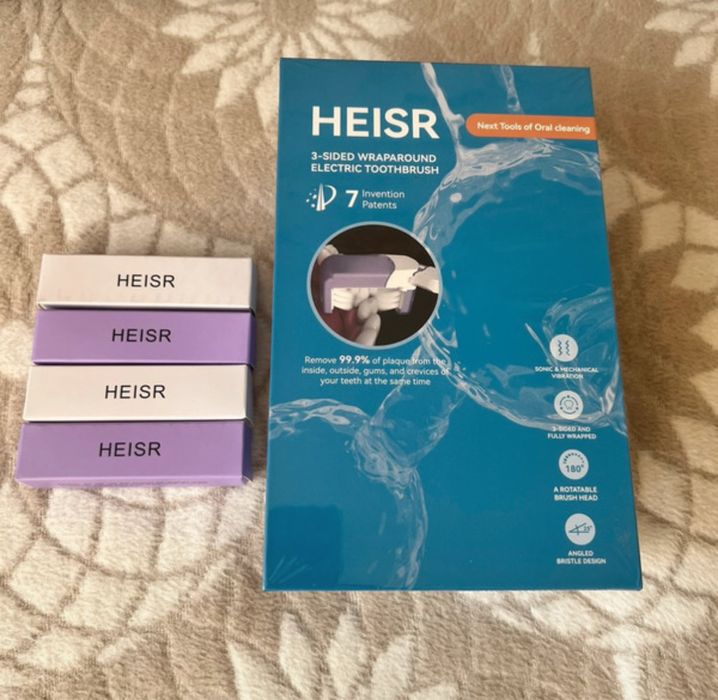 HEISR
Next Tools of Oral cleaning
3-SIDED WRAPAROUND
ELECTRIC TOOTHBRUSH
7 Invention
Patents
Remove 99.9% of plaque from the
inside, outside, gums, and crevices of
your teeth at the same time
SONIC & MECHANICAL
VIBRATION
3-SIDED AND
FULLY WRAPPED
180°
A ROTATABLE
BRUSH HEAD
ANGLED
BRISTLE DESIGN
HEISR
HEISR
HEISR
HEISR